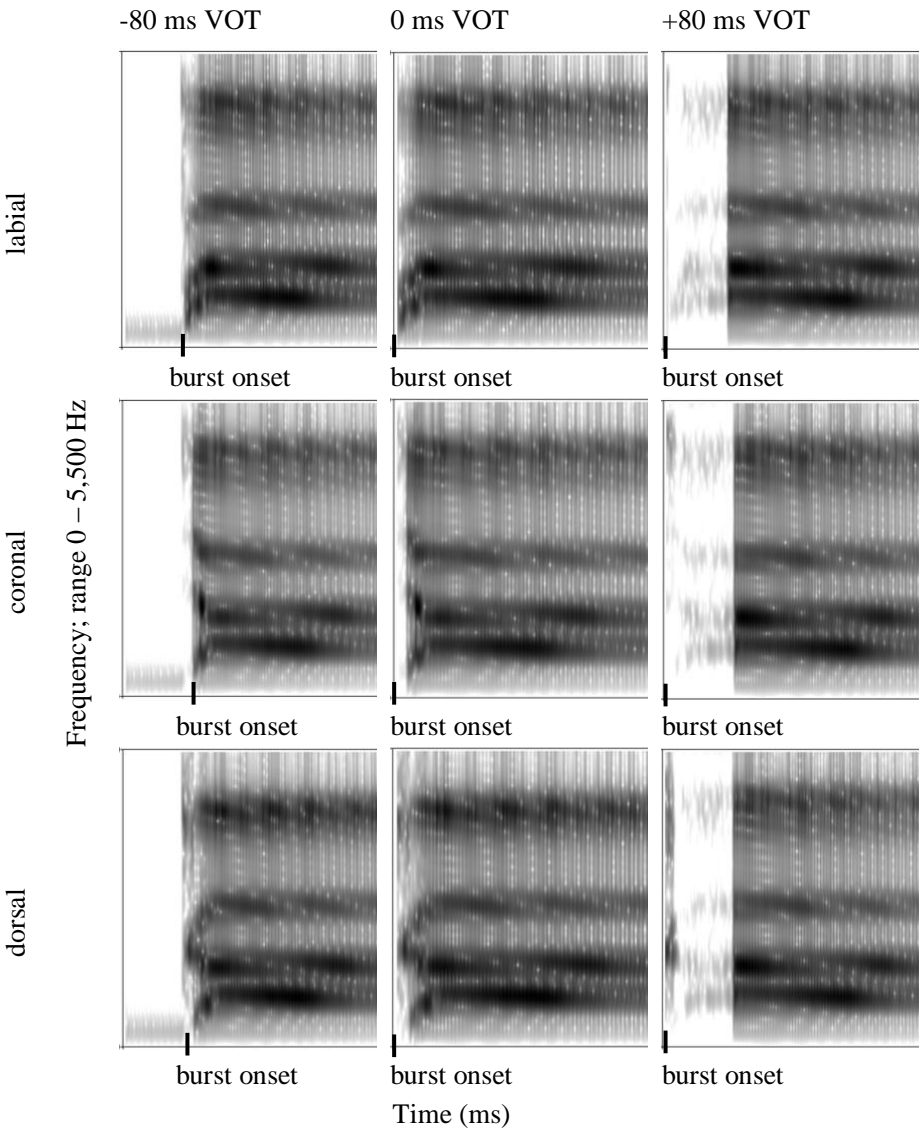 -80 ms VOT 0 ms VOT +80 ms VOT
labial
burst onset burst onset burst onset
Frequency; range 0 – 5,500 Hz
coronal
burst onset burst onset burst onset
dorsal
burst onset burst onset burst onset
Time (ms)